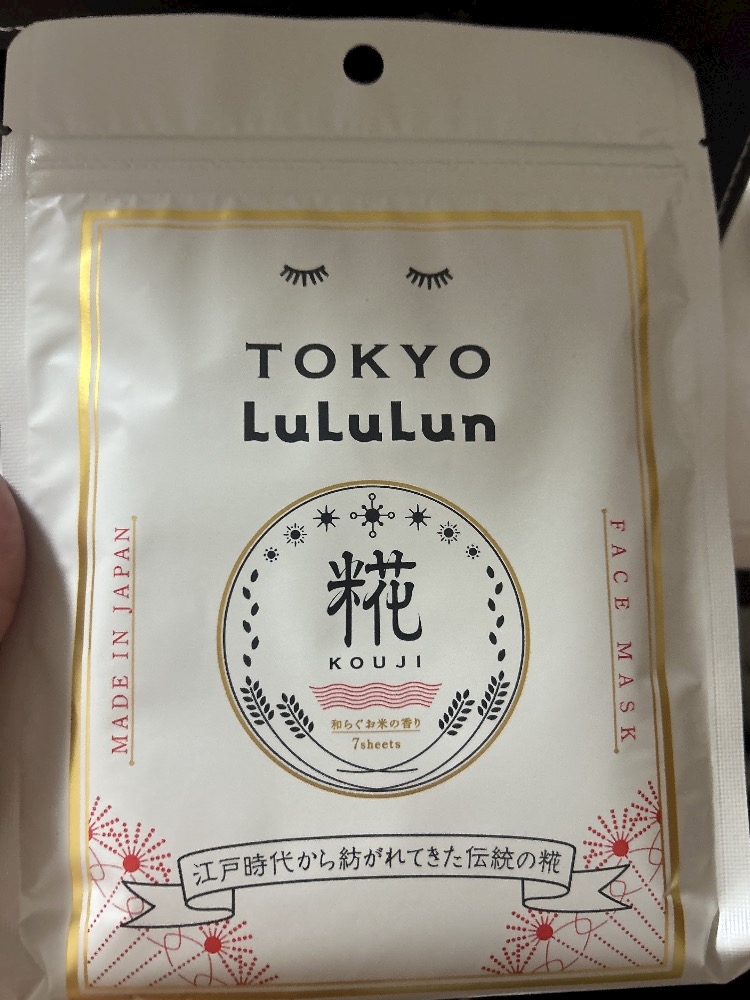 TOKYO
LuLuLun
糀
KOUJI
和らぐお米の香り
7sheets
MADE IN JAPAN
FACE MASK
江戸時代から紡がれてきた伝統の糀